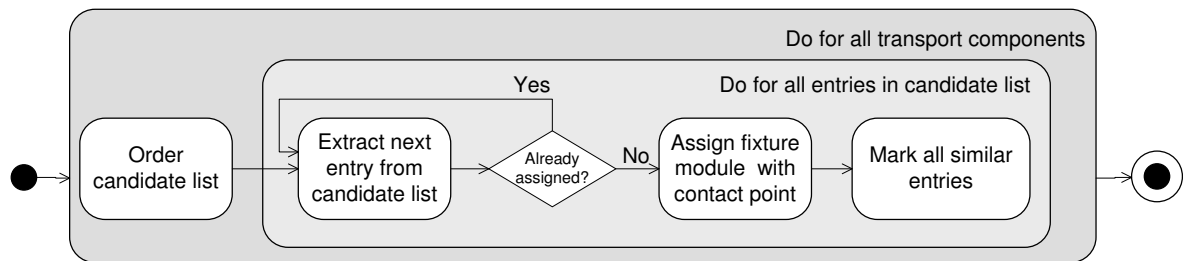 Do for all transport components
Do for all entries in candidate list
Yes
Order
candidate list
Extract next
entry from
candidate list
Already
assigned?
No
Assign fixture
module with
contact point
Mark all similar
entries